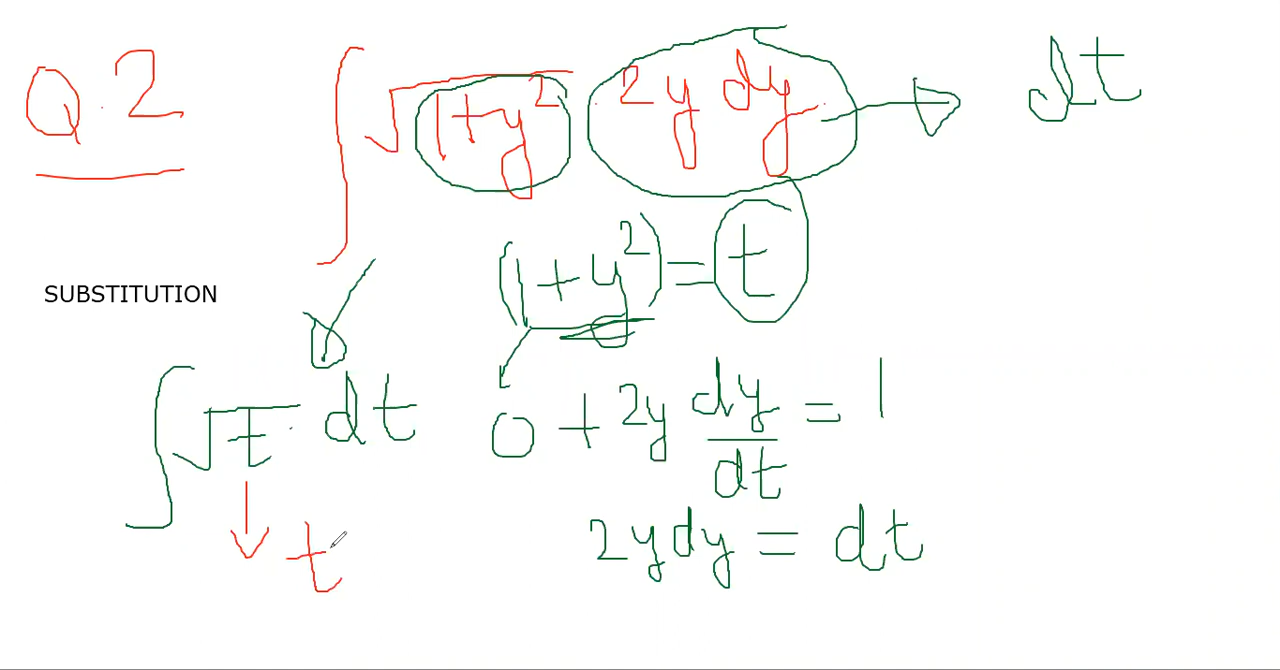 Q.2 ∫√(1+y²) · 2y dy → dt
(1+y²) = t
SUBSTITUTION
∫√t · dt
0 + 2y dy/dt = 1
↓ t
2y dy = dt